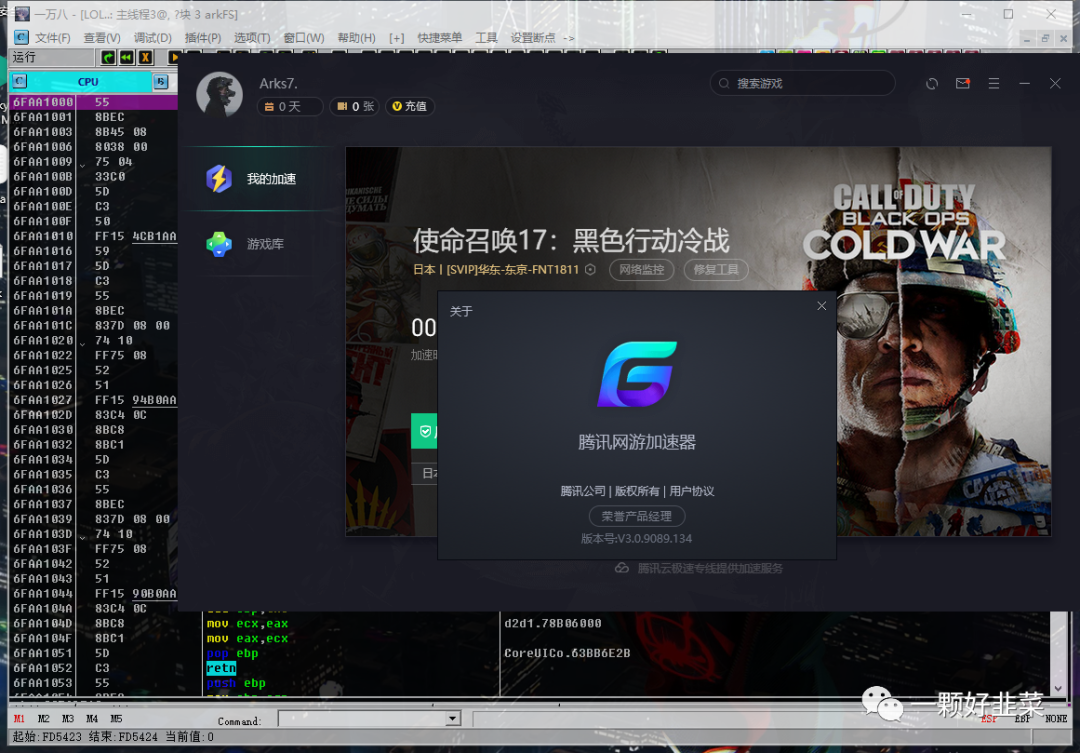 一万八 - [LOL..: 主线程3@, ?块 3 arkFS]
文件(F) 查看(V) 调试(D) 插件(P) 选项(T) 窗口(W) 帮助(H) [+] 快捷菜单 工具 设置断点 ->
运行
CPU
6FAA1000 55
6FAA1001 8BEC
6FAA1003 8B45 08
6FAA1006 8038 00
6FAA1009 75 04
6FAA100B 33C0
6FAA100D 5D
6FAA100E C3
6FAA100F 50
6FAA1010 FF15 4CB1AA
6FAA1016 59
6FAA1017 5D
6FAA1018 C3
6FAA1019 55
6FAA101A 8BEC
6FAA101C 837D 08 00
6FAA1020 74 10
6FAA1022 FF75 08
6FAA1025 52
6FAA1026 51
6FAA1027 FF15 94B0AA
6FAA102D 83C4 0C
6FAA1030 8BC8
6FAA1032 8BC1
6FAA1034 5D
6FAA1035 C3
6FAA1036 55
6FAA1037 8BEC
6FAA1039 837D 08 00
6FAA103D 74 10
6FAA103F FF75 08
6FAA1042 52
6FAA1043 51
6FAA1044 FF15 90B0AA
6FAA104A 83C4 0C
6FAA104D 8BC8
6FAA104F 8BC1
6FAA1051 5D
6FAA1052 C3
6FAA1053 55
Arks7.
0 天 0 张 充值
搜索游戏
我的加速
游戏库
CALL OF DUTY
BLACK OPS
COLD WAR
使命召唤17：黑色行动冷战
日本 | [SVIP]华东-东京-FNT1811 网络监控 修复工具
00
关于
腾讯网游加速器
腾讯公司 | 版权所有 | 用户协议
荣誉产品经理
版本号:V3.0.9089.134
腾讯云极速专线提供加速服务
mov ecx,eax
mov eax,ecx
pop ebp
retn
push ebp
d2d1.78B06000
CoreUICo.63BB6E2B
一颗好韭菜
M1 M2 M3 M4 M5 Command: ESP EBP NONE
起始:FD5423 结束:FD5424 当前值:0